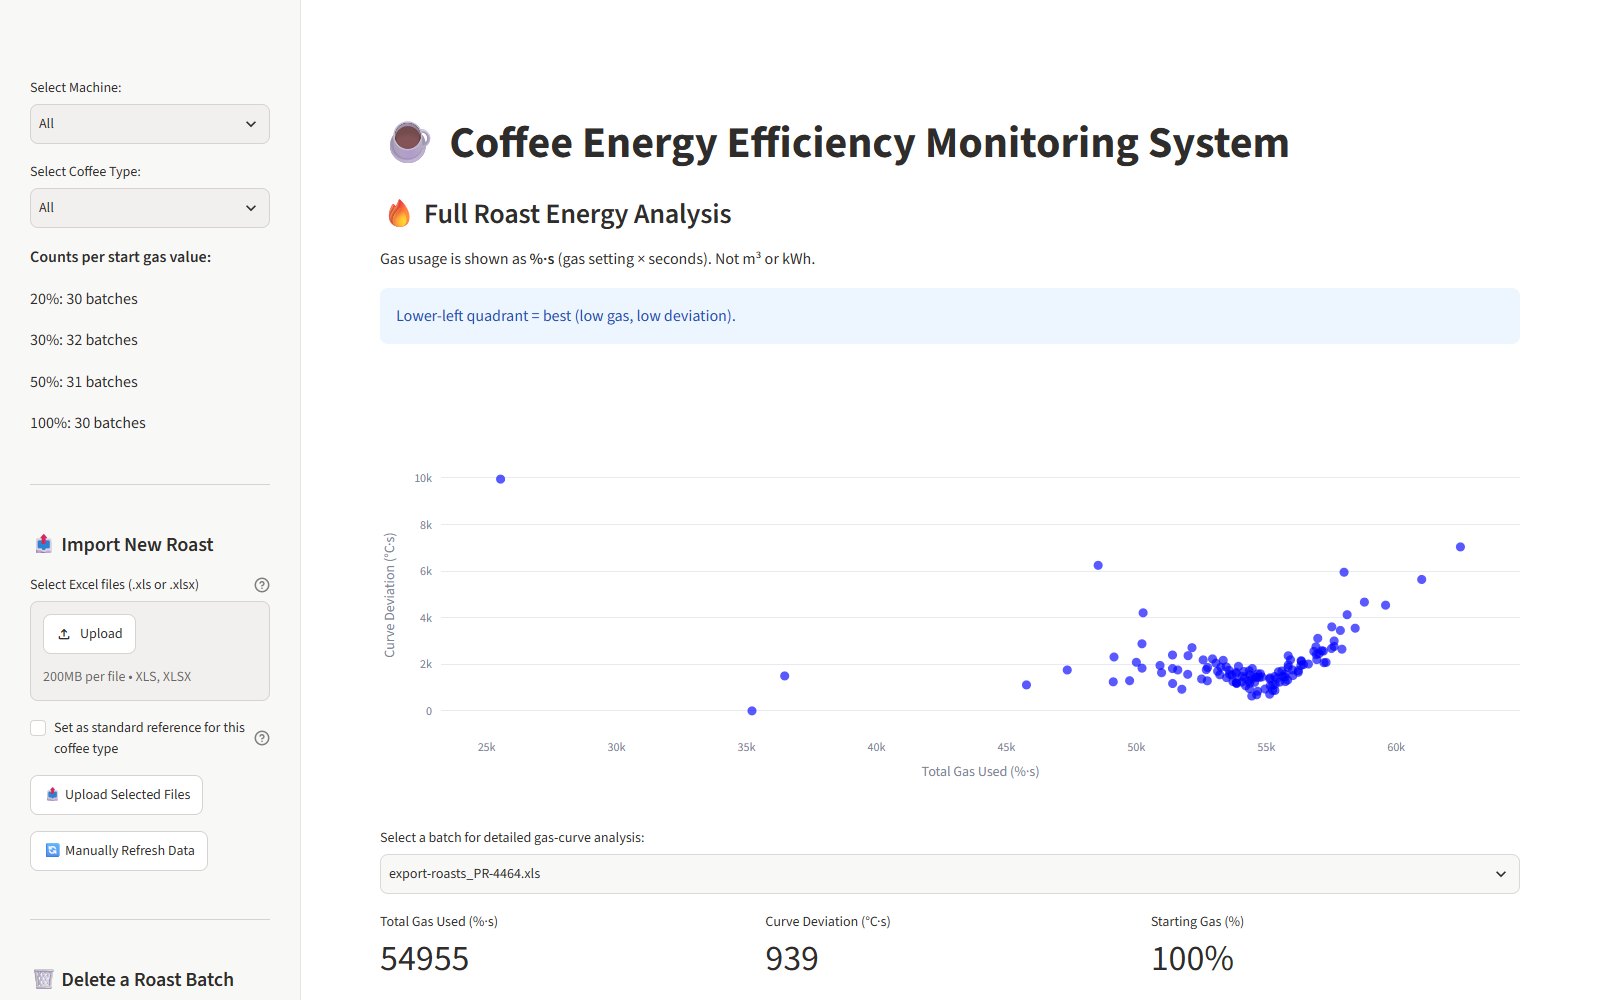 Select Machine:
All
Select Coffee Type:
All
Counts per start gas value:
20%: 30 batches
30%: 32 batches
50%: 31 batches
100%: 30 batches
Import New Roast
Select Excel files (.xls or .xlsx)
Upload
200MB per file • XLS, XLSX
Set as standard reference for this
coffee type
Upload Selected Files
Manually Refresh Data
Delete a Roast Batch
Coffee Energy Efficiency Monitoring System
Full Roast Energy Analysis
Gas usage is shown as %·s (gas setting × seconds). Not m³ or kWh.
Lower-left quadrant = best (low gas, low deviation).
10k
8k
6k
4k
2k
0
Curve Deviation (°C·s)
25k 30k 35k 40k 45k 50k 55k 60k
Total Gas Used (%·s)
Select a batch for detailed gas-curve analysis:
export-roasts_PR-4464.xls
Total Gas Used (%·s) Curve Deviation (°C·s) Starting Gas (%)
54955 939 100%